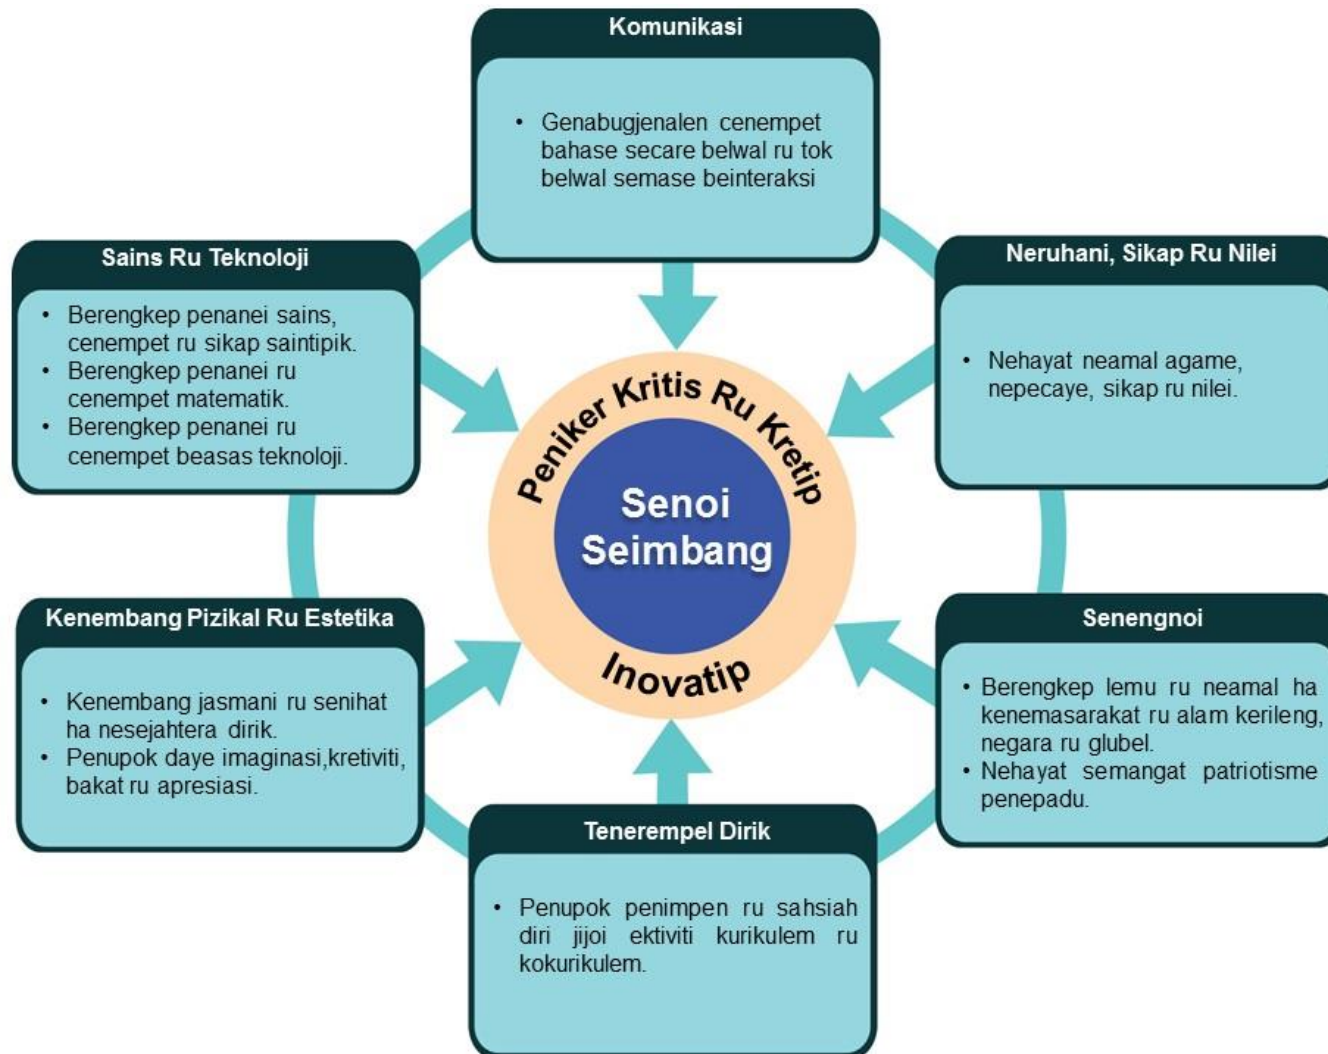 Komunikasi
• Genabugjenalen cenempet
bahase secare belwal ru tok
belwal semase beinteraksi
Sains Ru Teknoloji
• Berengkep penanei sains,
cenempet ru sikap saintipik.
• Berengkep penanei ru
cenempet matematik.
• Berengkep penanei ru
cenempet beasas teknoloji.
Neruhani, Sikap Ru Nilei
• Nehayat neamal agame,
nepecaye, sikap ru nilei.
Peniker Kritis Ru Kretip
Senoi
Seimbang
Inovatip
Kenembang Pizikal Ru Estetika
• Kenembang jasmani ru senihat
ha nesejahtera dirik.
• Penupok daye imaginasi,kretiviti,
bakat ru apresiasi.
Senengnoi
• Berengkep lemu ru neamal ha
kenemasarakat ru alam kerileng,
negara ru glubel.
• Nehayat semangat patriotisme
penepadu.
Tenerempel Dirik
• Penupok penimpen ru sahsiah
diri jijoi ektiviti kurikulem ru
kokurikulem.